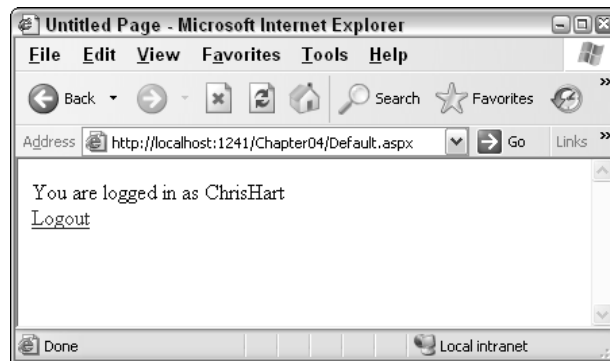 Untitled Page - Microsoft Internet Explorer
File Edit View Favorites Tools Help
Back Search Favorites
Address http://localhost:1241/Chapter04/Default.aspx Go Links
You are logged in as ChrisHart
Logout
Done Local intranet